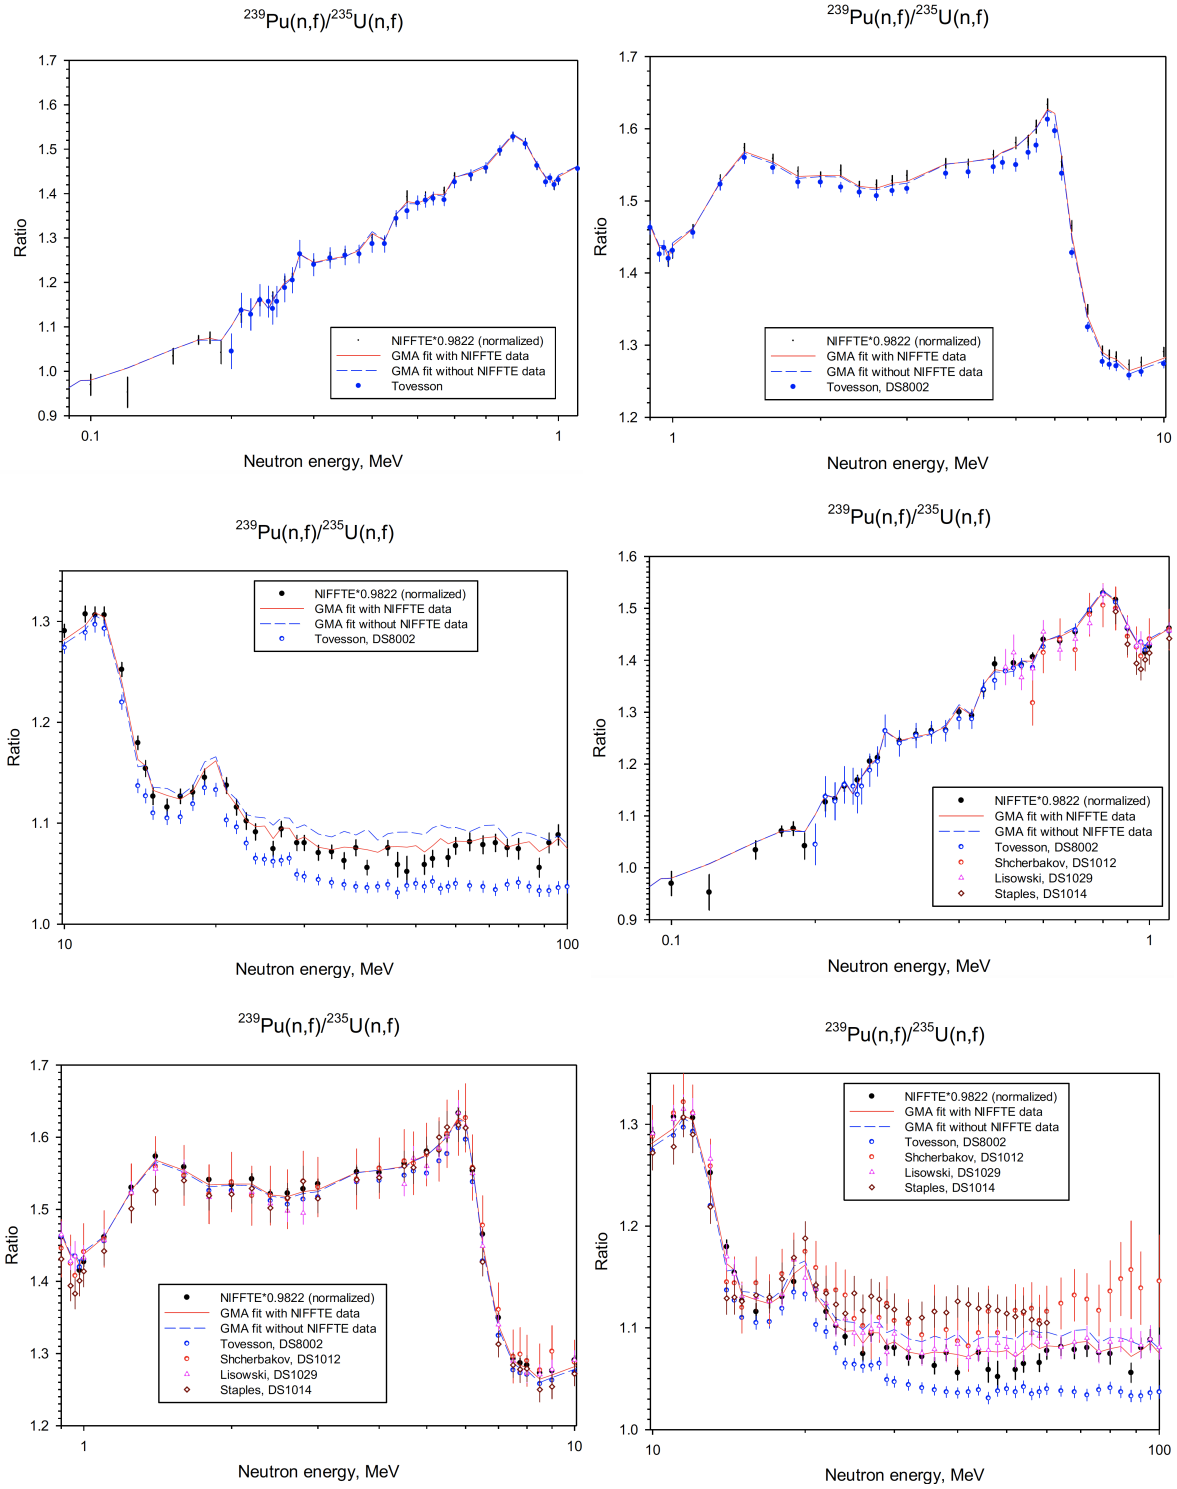 ²³⁹Pu(n,f)/²³⁵U(n,f)
1.7
1.6
1.5
1.4
1.3
1.2
1.1
1.0
0.9
Ratio
NIFFTE*0.9822 (normalized)
GMA fit with NIFFTE data
GMA fit without NIFFTE data
Tovesson
0.1
1
Neutron energy, MeV
²³⁹Pu(n,f)/²³⁵U(n,f)
1.7
1.6
1.5
1.4
1.3
1.2
Ratio
NIFFTE*0.9822 (normalized)
GMA fit with NIFFTE data
GMA fit without NIFFTE data
Tovesson, DS8002
1
10
Neutron energy, MeV
²³⁹Pu(n,f)/²³⁵U(n,f)
1.3
1.2
1.1
1.0
Ratio
NIFFTE*0.9822 (normalized)
GMA fit with NIFFTE data
GMA fit without NIFFTE data
Tovesson, DS8002
10
100
Neutron energy, MeV
²³⁹Pu(n,f)/²³⁵U(n,f)
1.6
1.5
1.4
1.3
1.2
1.1
1.0
0.9
Ratio
NIFFTE*0.9822 (normalized)
GMA fit with NIFFTE data
GMA fit without NIFFTE data
Tovesson, DS8002
Shcherbakov, DS1012
Lisowski, DS1029
Staples, DS1014
0.1
1
Neutron energy, MeV
²³⁹Pu(n,f)/²³⁵U(n,f)
1.7
1.6
1.5
1.4
1.3
1.2
Ratio
NIFFTE*0.9822 (normalized)
GMA fit with NIFFTE data
GMA fit without NIFFTE data
Tovesson, DS8002
Shcherbakov, DS1012
Lisowski, DS1029
Staples, DS1014
1
10
Neutron energy, MeV
²³⁹Pu(n,f)/²³⁵U(n,f)
1.3
1.2
1.1
1.0
Ratio
NIFFTE*0.9822 (normalized)
GMA fit with NIFFTE data
GMA fit without NIFFTE data
Tovesson, DS8002
Shcherbakov, DS1012
Lisowski, DS1029
Staples, DS1014
10
100
Neutron energy, MeV